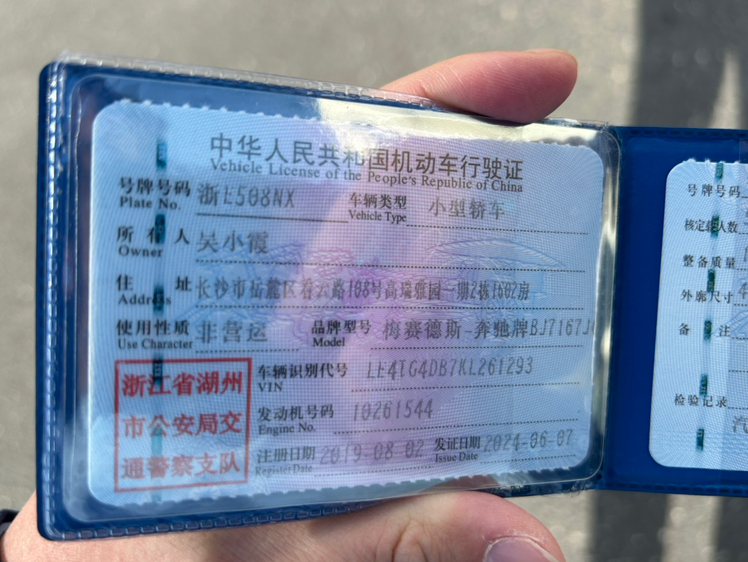 中华人民共和国机动车行驶证
Vehicle License of the People's Republic of China
号牌号码 浙E508NX 车辆类型 小型轿车
Plate No. Vehicle Type
所有人 吴小霞
Owner
住址 长沙市岳麓区看云路108号高瑞雅园一期2栋1602房
Address
使用性质 非营运 品牌型号 梅赛德斯-奔驰牌BJ7167J
Use Character Model
浙江省湖州
市公安局交
通警察支队
车辆识别代号 LE4TG4DB7KL261293
VIN
发动机号码 10261544
Engine No.
注册日期 2019-08-02 发证日期 2024-06-07
Register Date Issue Date
号牌号码
核定载人数
整备质量
外廓尺寸
备注
检验记录